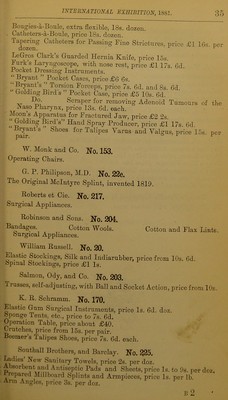 INTERNATIONAL EXHIBITION, 1881. 35
Bougies-à-Boule, extra flexible, 18s. dozen.
Catheters-à-Boule, price 18s. dozen.
Tapering Catheters for Passing Fine Strictures, price £1 16s. per
dozen.
LeGros Clark's Guarded Hernia Knife, price 15s.
Furk's Laryngoscope, with nose rest, price £1 17s. 6d.
Pocket Dressing Instruments.
"Bryant" Pocket Cases, price £6 6s.
"Bryant's" Torsion Forceps, price 7s. 6d. and 8s. 6d.
"Golding Bird's" Pocket Case, price £5 10s. 6d.
Do. Scraper for removing Adenoid Tumours of the
Naso Pharynx, price 13s. 6d. each.
Moon's Apparatus for Fractured Jaw, price £2 2s.
"Golding Bird's" Hand Spray Producer, price £1 17s. 6d.
"Bryant's" Shoes for Talipes Varus and Valgus, price 15s. per
pair.
W. Monk and Co. No. 153.
Operating Chairs.
G. P. Philipson, M.D. No. 22c.
The Original McIntyre Splint, invented 1819.
Roberts et Cie. No. 217.
Surgical Appliances.
Robinson and Sons. No. 204.
Bandages. Cotton Wools. Cotton and Flax Lints.
Surgical Appliances.
William Russell. No. 20.
Elastic Stockings, Silk and Indiarubber, price from 10s. 6d.
Spinal Stockings, price £1 1s.
Salmon, Ody, and Co. No. 203.
Trusses, self-adjusting, with Ball and Socket Action, price from 10s.
K. R. Schramm. No. 170.
Elastic Gum Surgical Instruments, price 1s. 6d. doz.
Sponge Tents, etc., price to 7s. 6d.
Operation Table, price about £40.
Crutches, price from 13s. per pair.
Beemer's Talipes Shoes, price 7s. 6d. each.
Southall Brothers, and Barclay. No. 235.
Ladies' New Sanitary Towels, price 2s. per doz.
Absorbent and Antiseptic Pads and Sheets, price 1s. to 9s. per doz.
Prepared Millboard Splints and Armpieces, price 1s. per lb.
Arm Angles, price 3s. per doz.
B 2